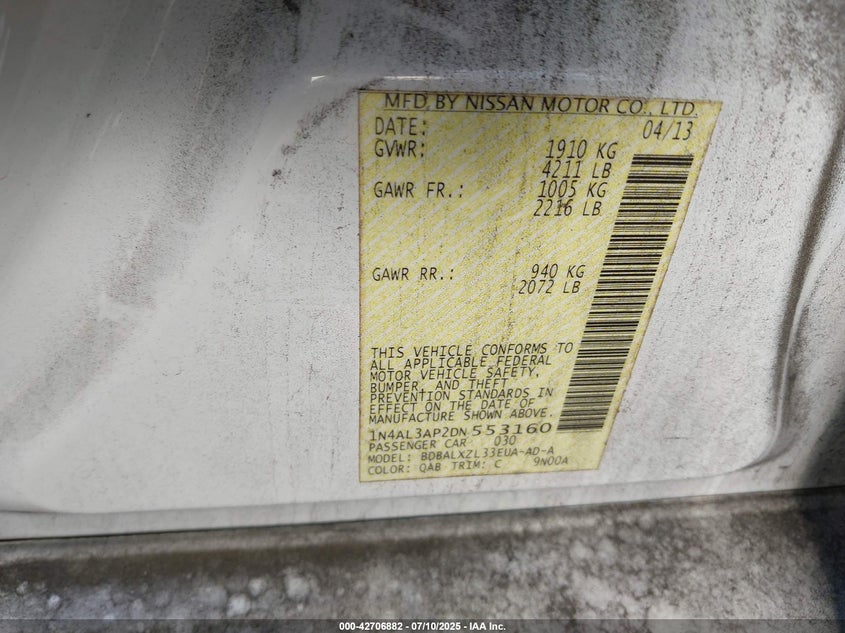 MFD. BY NISSAN MOTOR CO., LTD.
DATE: 04/13
GVWR: 1910 KG
4211 LB
GAWR FR.: 1005 KG
2216 LB
GAWR RR.: 940 KG
2072 LB
THIS VEHICLE CONFORMS TO
ALL APPLICABLE FEDERAL
MOTOR VEHICLE SAFETY,
BUMPER, AND THEFT
PREVENTION STANDARDS IN
EFFECT ON THE DATE OF
MANUFACTURE SHOWN ABOVE.
1N4AL3AP2DN553160
PASSENGER CAR 030
MODEL: BDBALXZL33EUA-AD-A
COLOR: QAB TRIM: C 9N00A
000-42706882 - 07/10/2025 - IAA Inc.